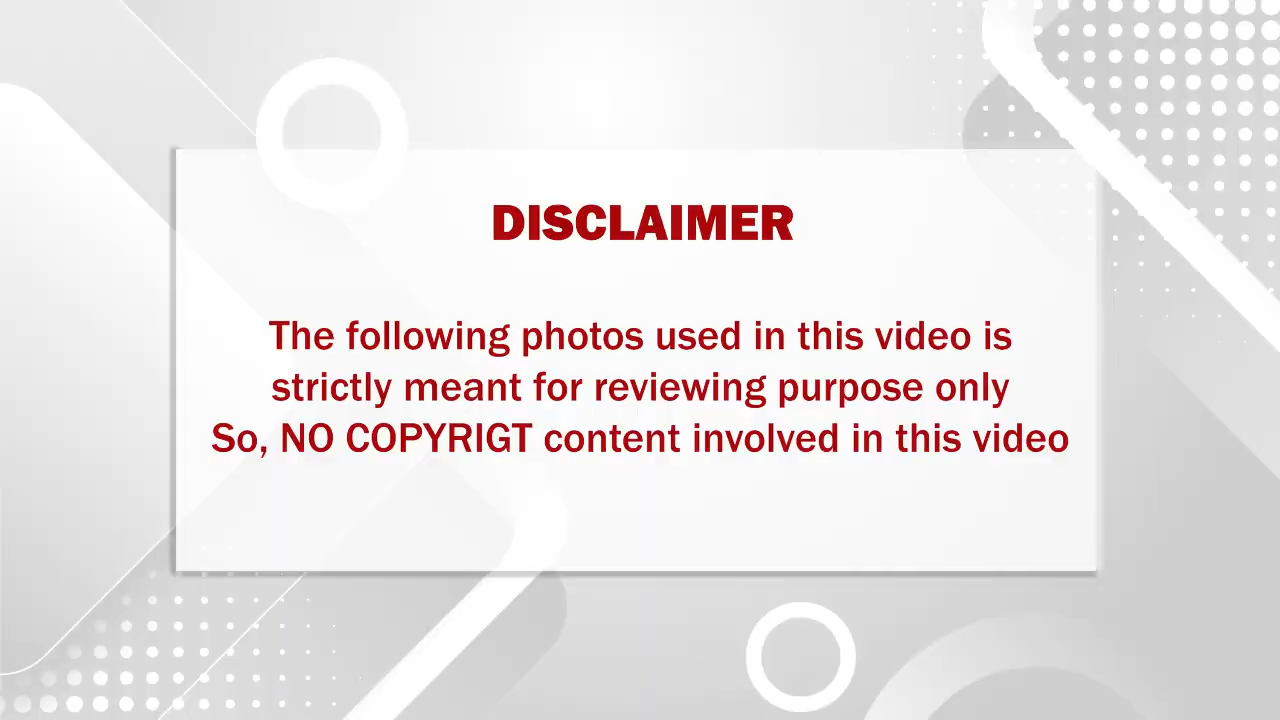 DISCLAIMER
The following photos used in this video is
strictly meant for reviewing purpose only
So, NO COPYRIGT content involved in this video